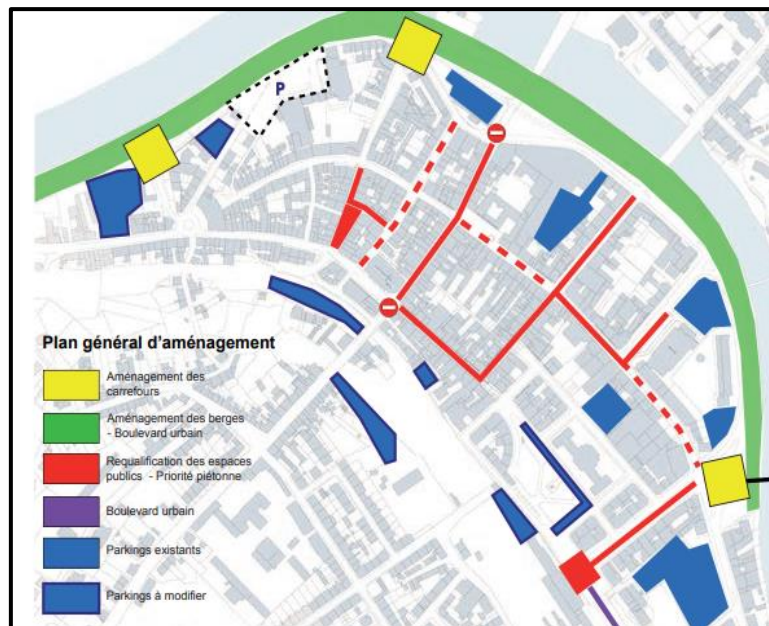 P
Plan général d'aménagement
Aménagement des
carrefours
Aménagement des berges
- Boulevard urbain
Requalification des espaces
publics - Priorité piétonne
Boulevard urbain
Parkings existants
Parkings à modifier